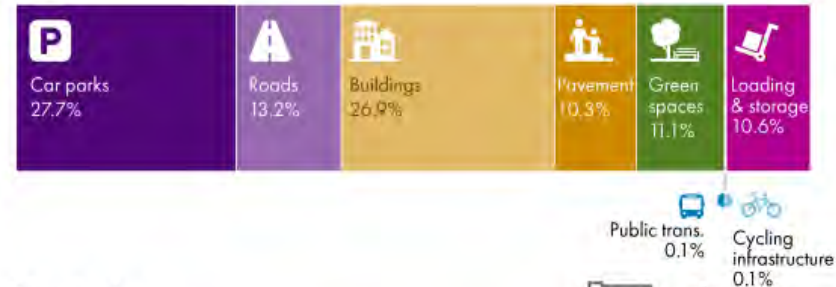 P
Car parks
27.7%
Roads
13.2%
Buildings
26.9%
Pavement
10.3%
Green
spaces
11.1%
Loading
& storage
10.6%
Public trans.
0.1%
Cycling
infrastructure
0.1%